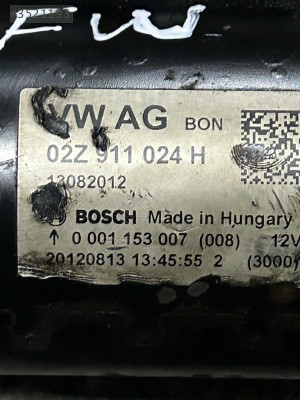 FW
VW AG BON
02Z 911 024 H
13082012
BOSCH Made in Hungary
↑ 0 001 153 007 (008) 12V
20120813 13:45:55 2 (3000)